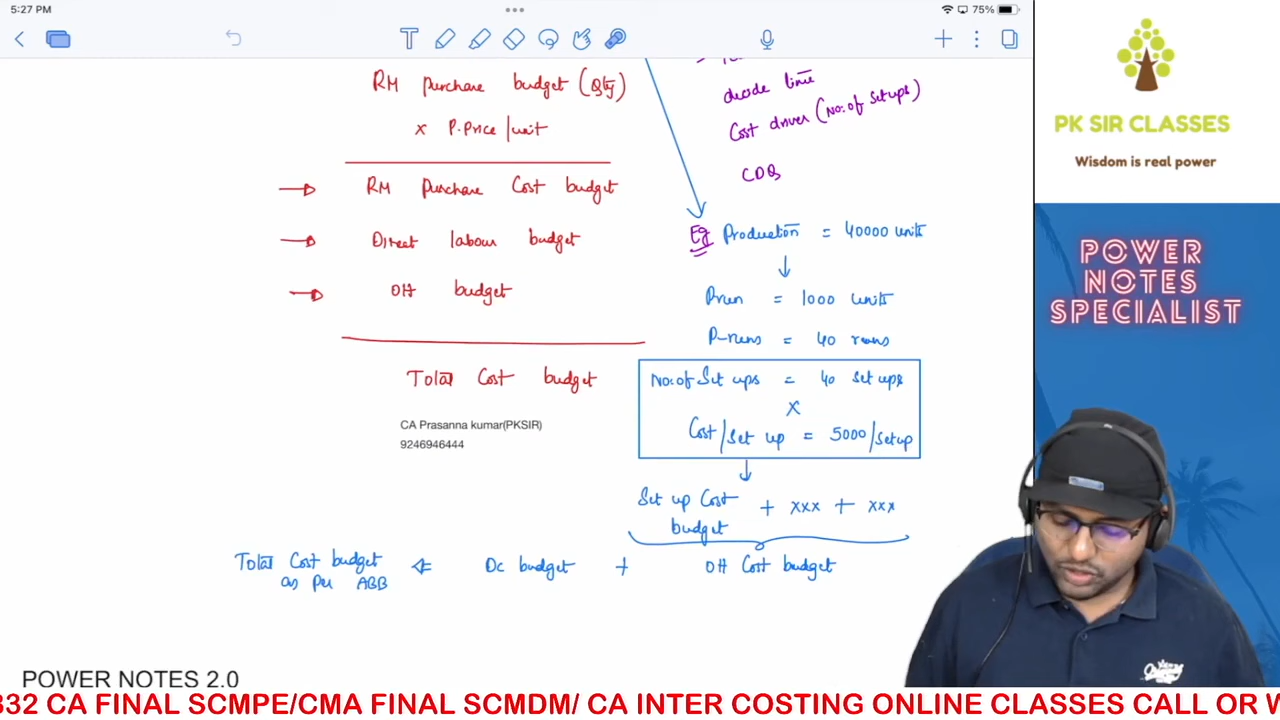 5:27 PM
75%
RM Purchase budget (Qty)
x P.Price/unit
RM Purchase Cost budget
Direct labour budget
OH budget
Total Cost budget
CA Prasanna kumar(PKSIR)
9246946444
decide line
Cost driver (No. of Setups)
CDQ
Eg Production = 40000 units
Prun = 1000 units
P-runs = 40 runs
No. of Set ups = 40 Set ups
x
Cost/Set up = 5000/Setup
Set up Cost budget + xxx + xxx
Total Cost budget as Per ABB ⇐ DC budget + OH Cost budget
POWER NOTES 2.0
PK SIR CLASSES
Wisdom is real power
POWER
NOTES
SPECIALIST
332 CA FINAL SCMPE/CMA FINAL SCMDM/ CA INTER COSTING ONLINE CLASSES CALL OR W